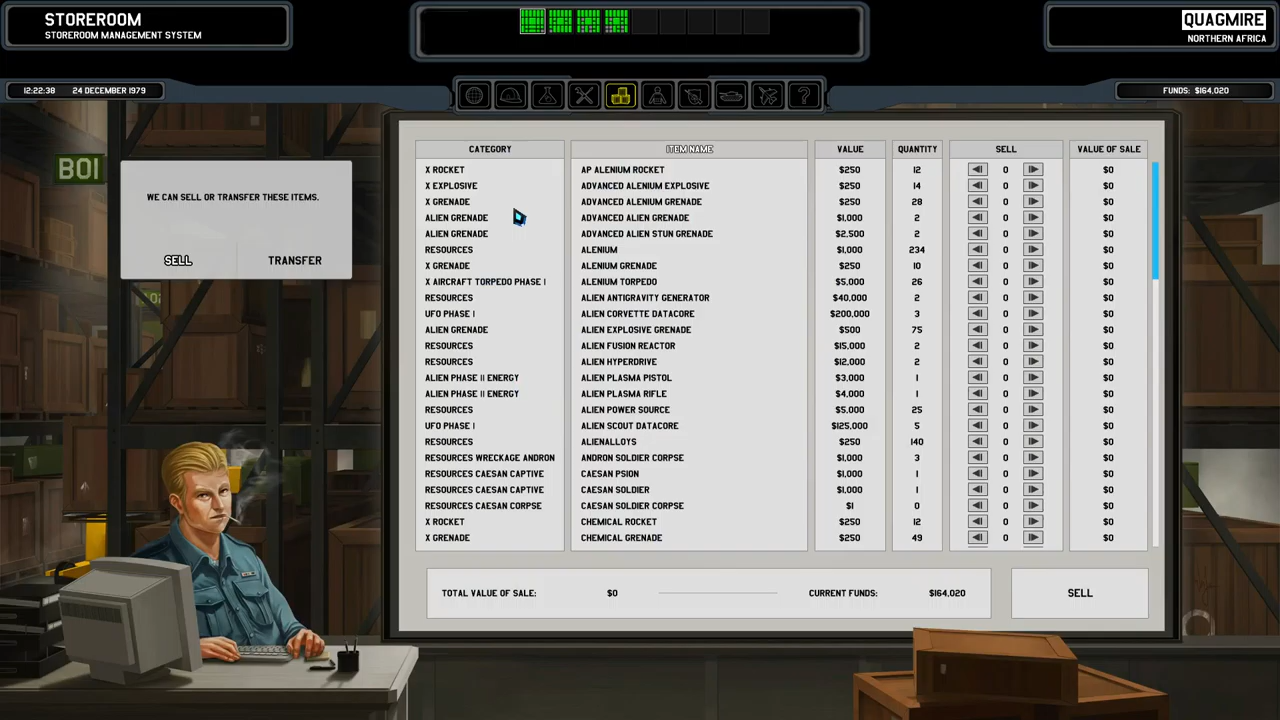 STOREROOM
STOREROOM MANAGEMENT SYSTEM
QUAGMIRE
NORTHERN AFRICA
12:22:38 24 DECEMBER 1979
FUNDS: $164,020
B01
WE CAN SELL OR TRANSFER THESE ITEMS.
SELL TRANSFER
CATEGORY ITEM NAME VALUE QUANTITY SELL VALUE OF SALE
X ROCKET AP ALENIUM ROCKET $250 12 0 $0
X EXPLOSIVE ADVANCED ALENIUM EXPLOSIVE $250 14 0 $0
X GRENADE ADVANCED ALENIUM GRENADE $250 28 0 $0
ALIEN GRENADE ADVANCED ALIEN GRENADE $1,000 2 0 $0
ALIEN GRENADE ADVANCED ALIEN STUN GRENADE $2,500 2 0 $0
RESOURCES ALENIUM $1,000 234 0 $0
X GRENADE ALENIUM GRENADE $250 10 0 $0
X AIRCRAFT TORPEDO PHASE I ALENIUM TORPEDO $5,000 26 0 $0
RESOURCES ALIEN ANTIGRAVITY GENERATOR $40,000 2 0 $0
UFO PHASE I ALIEN CORVETTE DATACORE $200,000 3 0 $0
ALIEN GRENADE ALIEN EXPLOSIVE GRENADE $500 75 0 $0
RESOURCES ALIEN FUSION REACTOR $15,000 2 0 $0
RESOURCES ALIEN HYPERDRIVE $12,000 2 0 $0
ALIEN PHASE II ENERGY ALIEN PLASMA PISTOL $3,000 1 0 $0
ALIEN PHASE II ENERGY ALIEN PLASMA RIFLE $4,000 1 0 $0
RESOURCES ALIEN POWER SOURCE $5,000 25 0 $0
UFO PHASE I ALIEN SCOUT DATACORE $125,000 5 0 $0
RESOURCES ALIENALLOYS $250 140 0 $0
RESOURCES WRECKAGE ANDRON ANDRON SOLDIER CORPSE $1,000 3 0 $0
RESOURCES CAESAN CAPTIVE CAESAN PSION $1,000 1 0 $0
RESOURCES CAESAN CAPTIVE CAESAN SOLDIER $1,000 1 0 $0
RESOURCES CAESAN CORPSE CAESAN SOLDIER CORPSE $1 0 0 $0
X ROCKET CHEMICAL ROCKET $250 12 0 $0
X GRENADE CHEMICAL GRENADE $250 49 0 $0
TOTAL VALUE OF SALE: $0 CURRENT FUNDS: $164,020 SELL